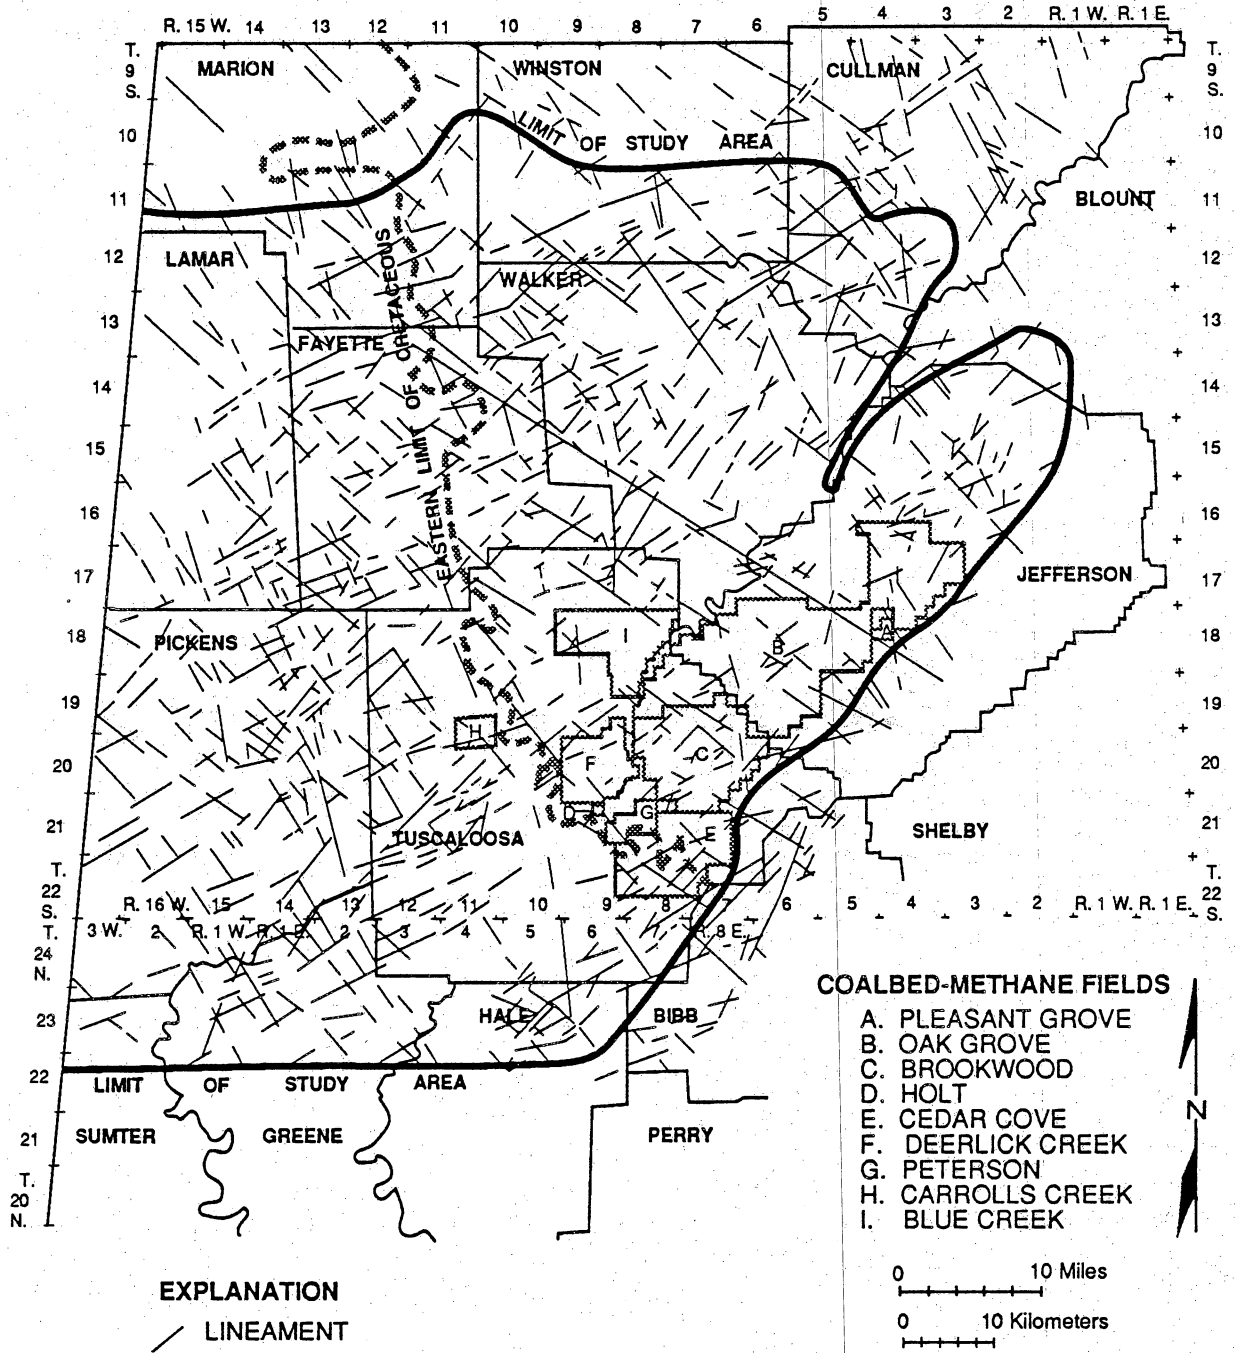 R. 15 W. 14 13 12 11 10 9 8 7 6 5 4 3 2 R. 1 W. R. 1 E.
T. 9 S.
T. 9 S.
MARION
WINSTON
CULLMAN
10
LIMIT OF STUDY AREA
10
11
BLOUNT
11
12
LAMAR
WALKER
12
13
13
FAYETTE
14
14
EASTERN LIMIT OF CRETACEOUS
15
15
16
16
17
JEFFERSON
17
18
PICKENS
I
B
A
18
19
19
H
C
20
F
20
D
G
21
TUSCALOOSA
E
SHELBY
21
T. 22 S.
T. 22 S.
R. 16 W. 15 14 13 12 11 10 9 8 7 6 5 4 3 2 R. 1 W. R. 1 E.
3 W. 2 R. 1 W. R. 1 E. 2 3 4 5 6 R. 8 E.
T. 24 N.
23
HALE
BIBB
22
LIMIT OF STUDY AREA
21
SUMTER
GREENE
PERRY
T. 20 N.
COALBED-METHANE FIELDS
A. PLEASANT GROVE
B. OAK GROVE
C. BROOKWOOD
D. HOLT
E. CEDAR COVE
F. DEERLICK CREEK
G. PETERSON
H. CARROLLS CREEK
I. BLUE CREEK
N
0 10 Miles
0 10 Kilometers
EXPLANATION
LINEAMENT